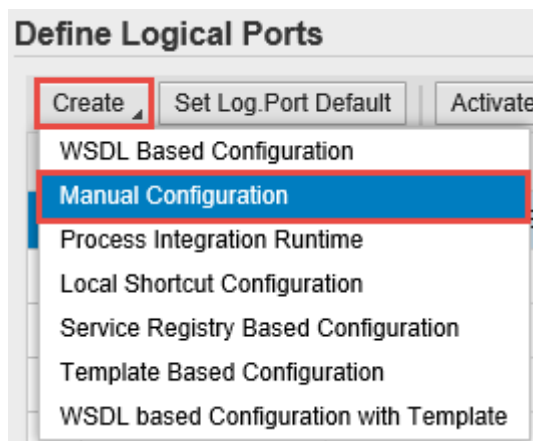 Define Logical Ports
Create Set Log.Port Default Activate
WSDL Based Configuration
Manual Configuration
Process Integration Runtime
Local Shortcut Configuration
Service Registry Based Configuration
Template Based Configuration
WSDL based Configuration with Template